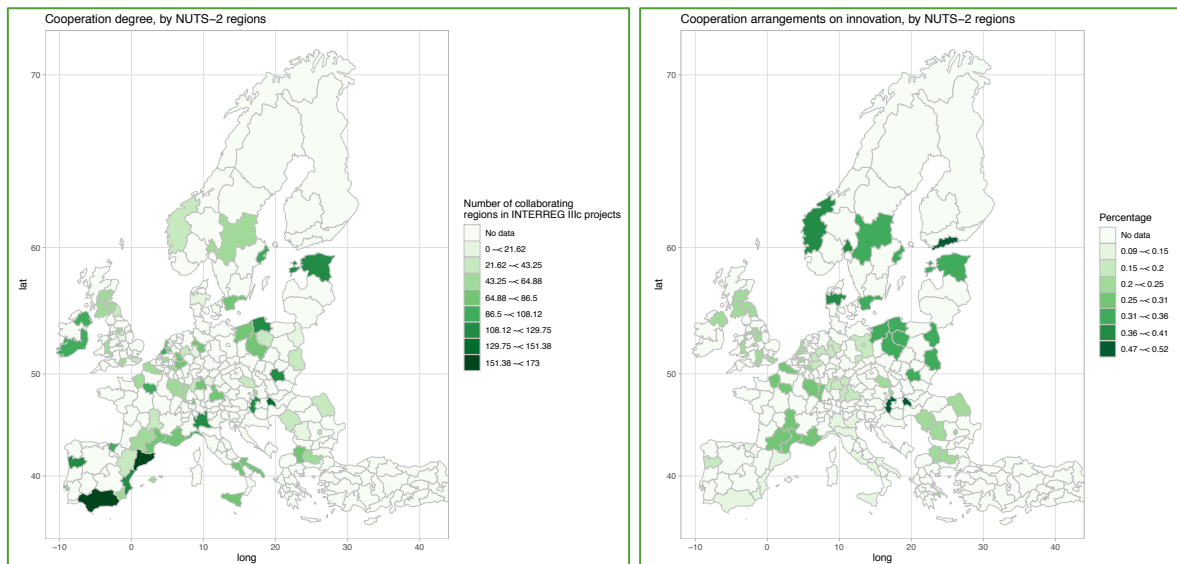 Cooperation degree, by NUTS−2 regions
70
60
50
40
lat
−10
0
10
20
30
40
long
Number of collaborating
regions in INTERREG IIIc projects
No data
0 ~< 21.62
21.62 ~< 43.25
43.25 ~< 64.88
64.88 ~< 86.5
86.5 ~< 108.12
108.12 ~< 129.75
129.75 ~< 151.38
151.38 ~< 173
Cooperation arrangements on innovation, by NUTS−2 regions
70
60
50
40
lat
−10
0
10
20
30
40
long
Percentage
No data
0.09 ~< 0.15
0.15 ~< 0.2
0.2 ~< 0.25
0.25 ~< 0.31
0.31 ~< 0.36
0.36 ~< 0.41
0.47 ~< 0.52